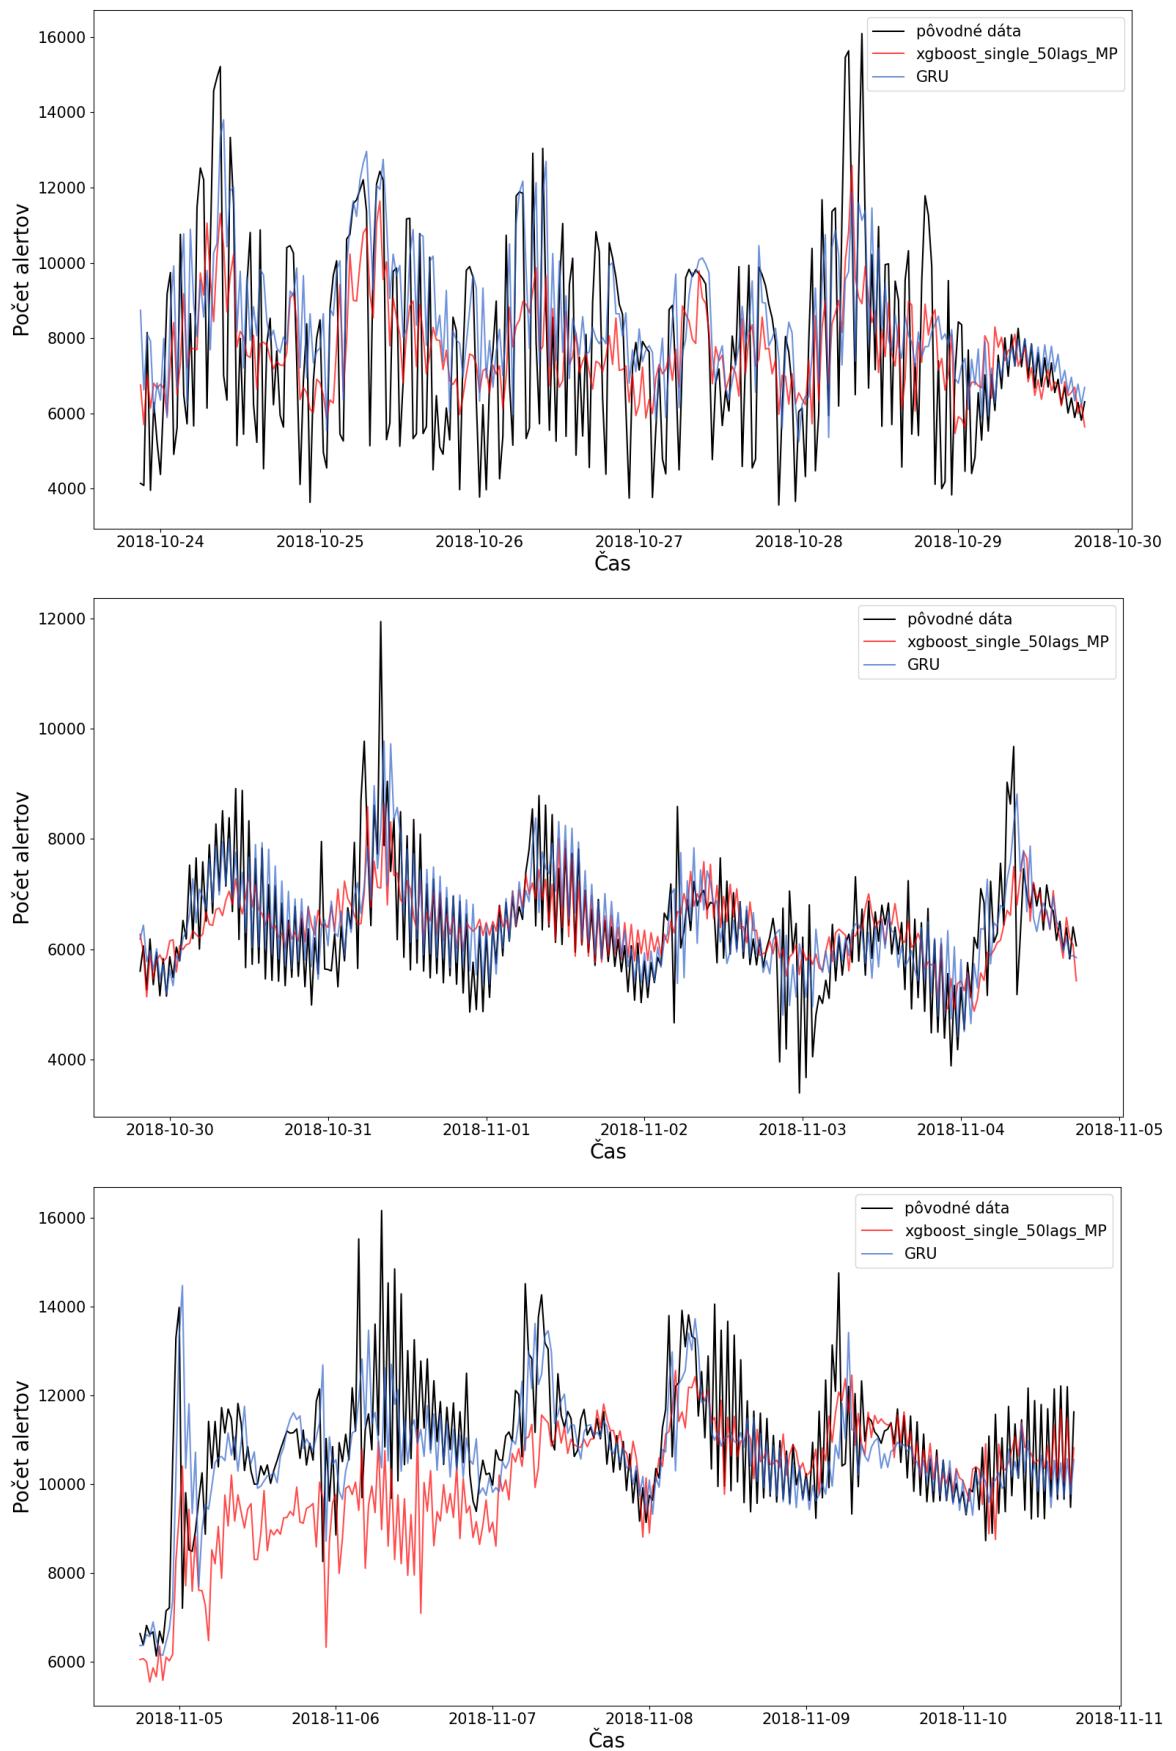 16000
14000
12000
10000
8000
6000
4000
Počet alertov
pôvodné dáta
xgboost_single_50lags_MP
GRU
2018-10-24 2018-10-25 2018-10-26 2018-10-27 2018-10-28 2018-10-29 2018-10-30
Čas
12000
10000
8000
6000
4000
Počet alertov
pôvodné dáta
xgboost_single_50lags_MP
GRU
2018-10-30 2018-10-31 2018-11-01 2018-11-02 2018-11-03 2018-11-04 2018-11-05
Čas
16000
14000
12000
10000
8000
6000
Počet alertov
pôvodné dáta
xgboost_single_50lags_MP
GRU
2018-11-05 2018-11-06 2018-11-07 2018-11-08 2018-11-09 2018-11-10 2018-11-11
Čas